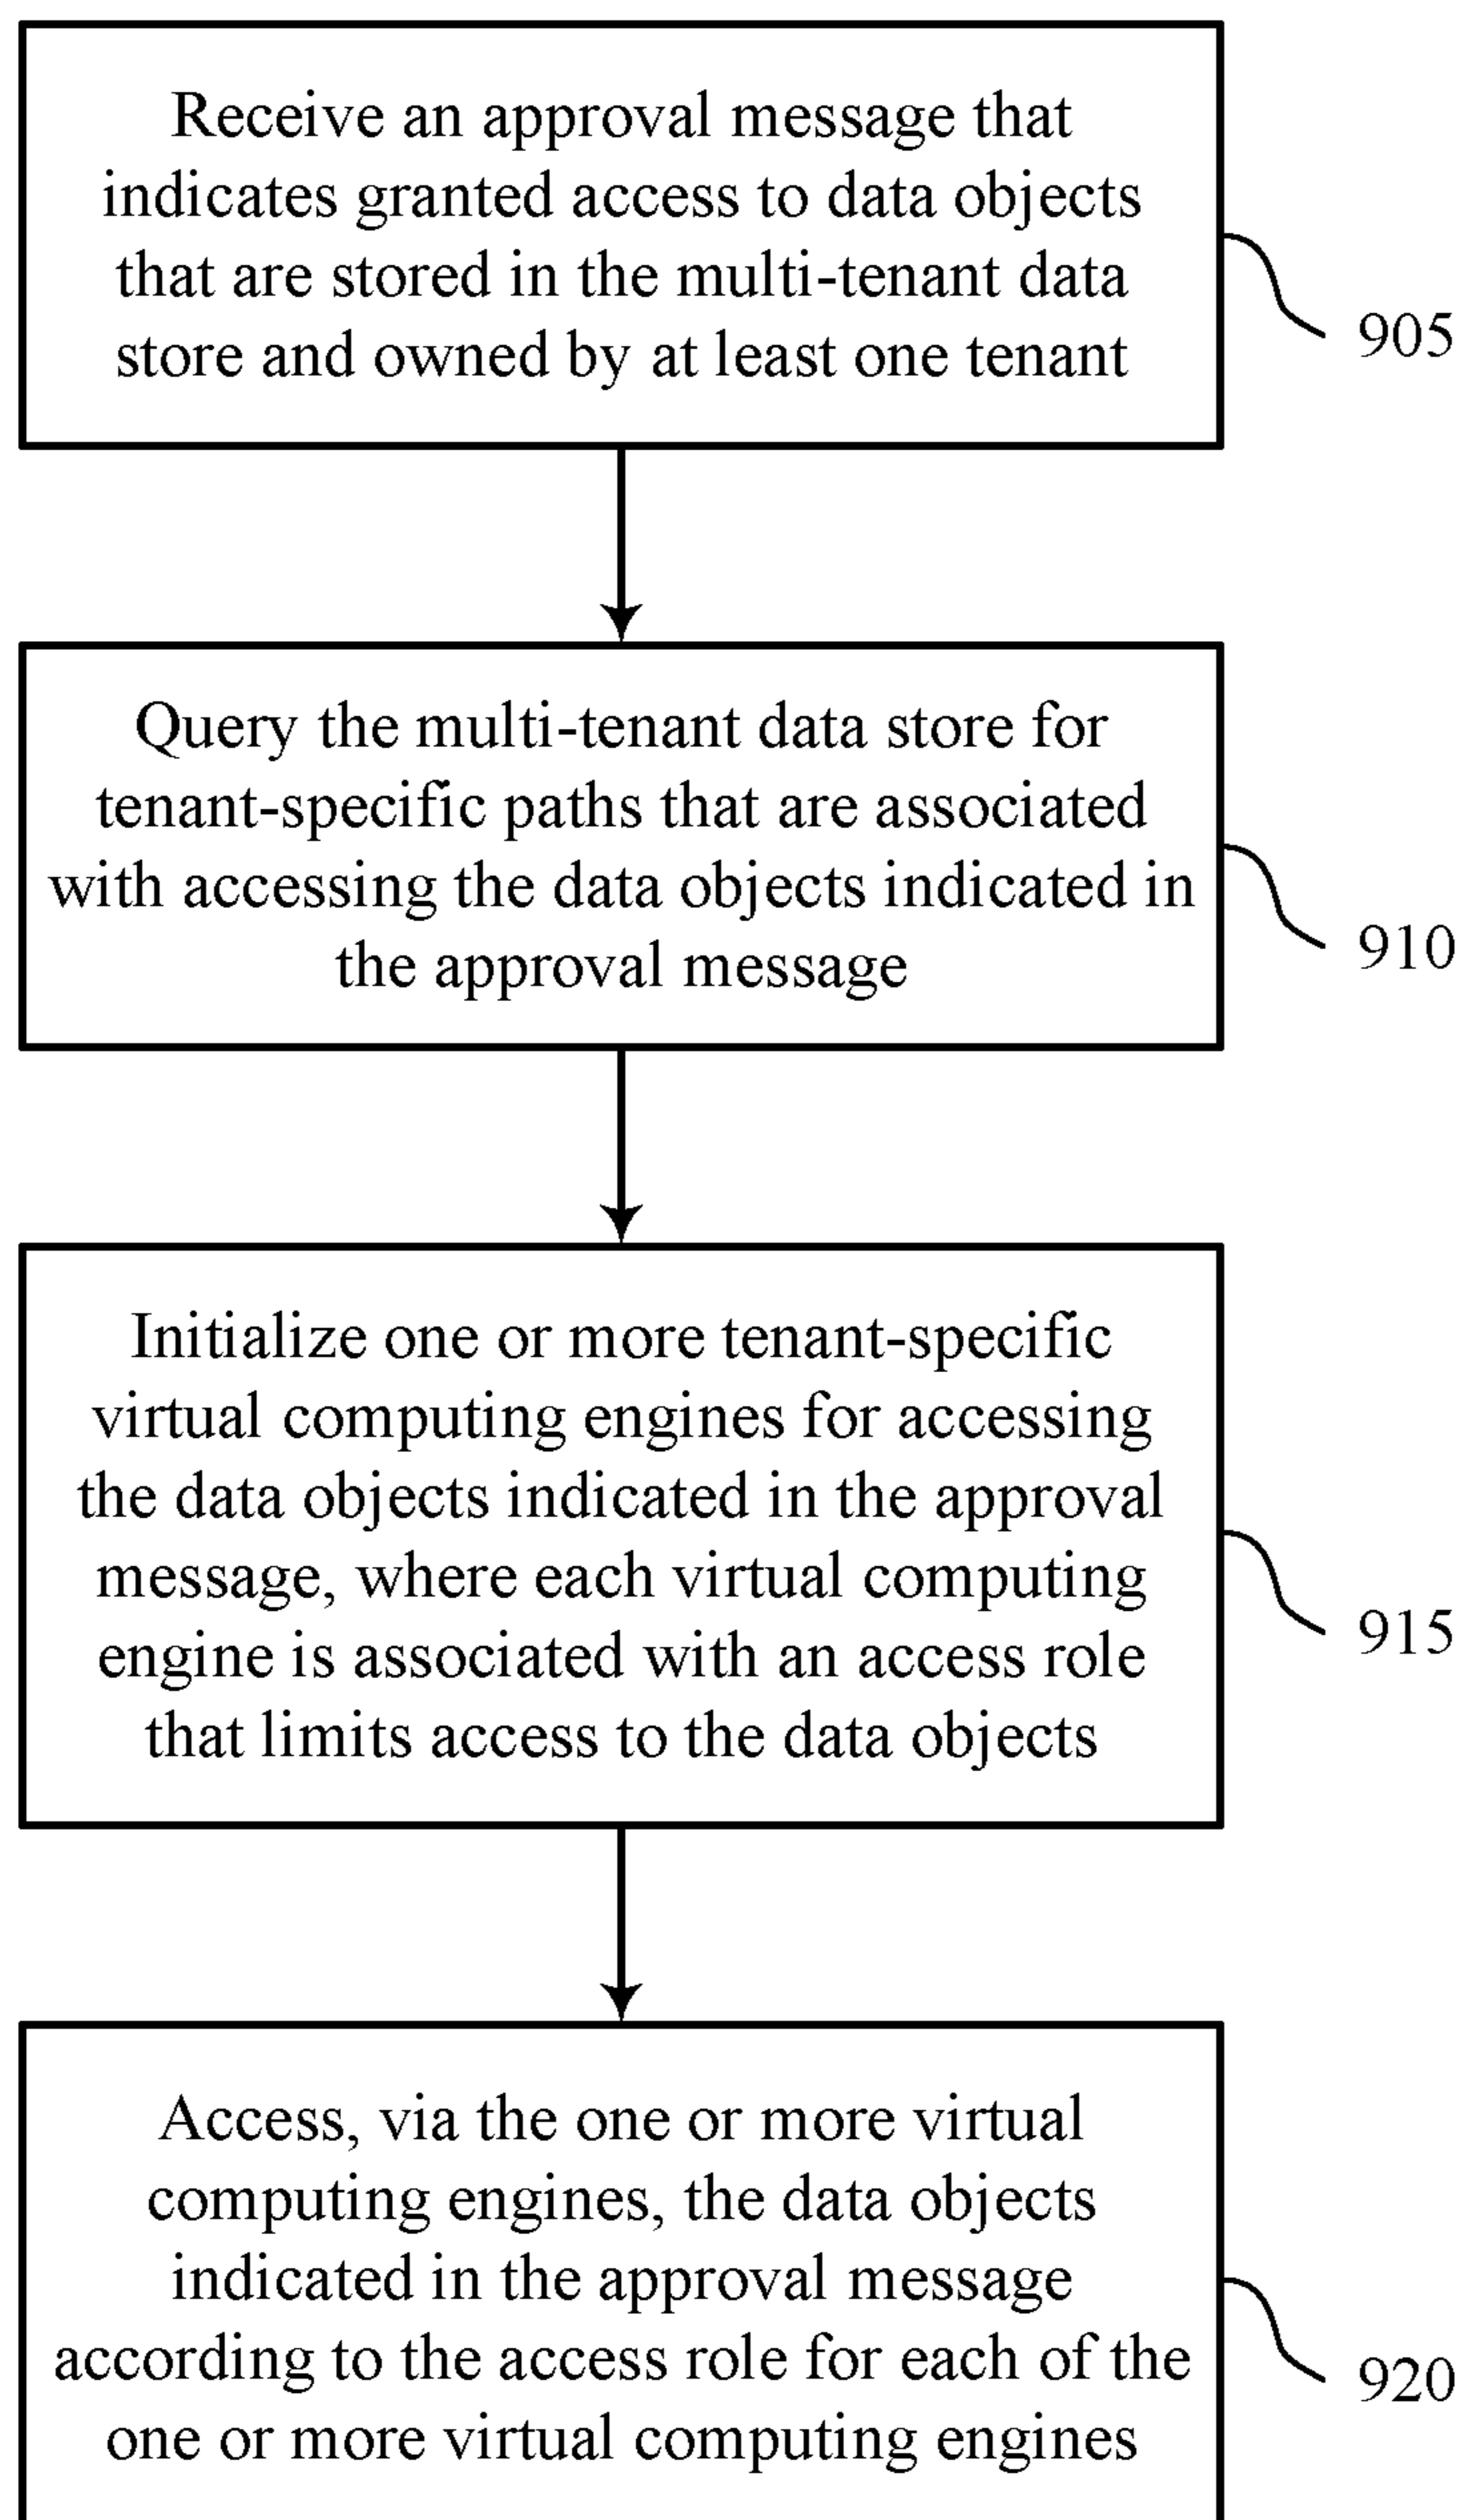 Receive an approval message that
indicates granted access to data objects
that are stored in the multi-tenant data
store and owned by at least one tenant
905
Query the multi-tenant data store for
tenant-specific paths that are associated
with accessing the data objects indicated in
the approval message
910
Initialize one or more tenant-specific
virtual computing engines for accessing
the data objects indicated in the approval
message, where each virtual computing
engine is associated with an access role
that limits access to the data objects
915
Access, via the one or more virtual
computing engines, the data objects
indicated in the approval message
according to the access role for each of the
one or more virtual computing engines
920